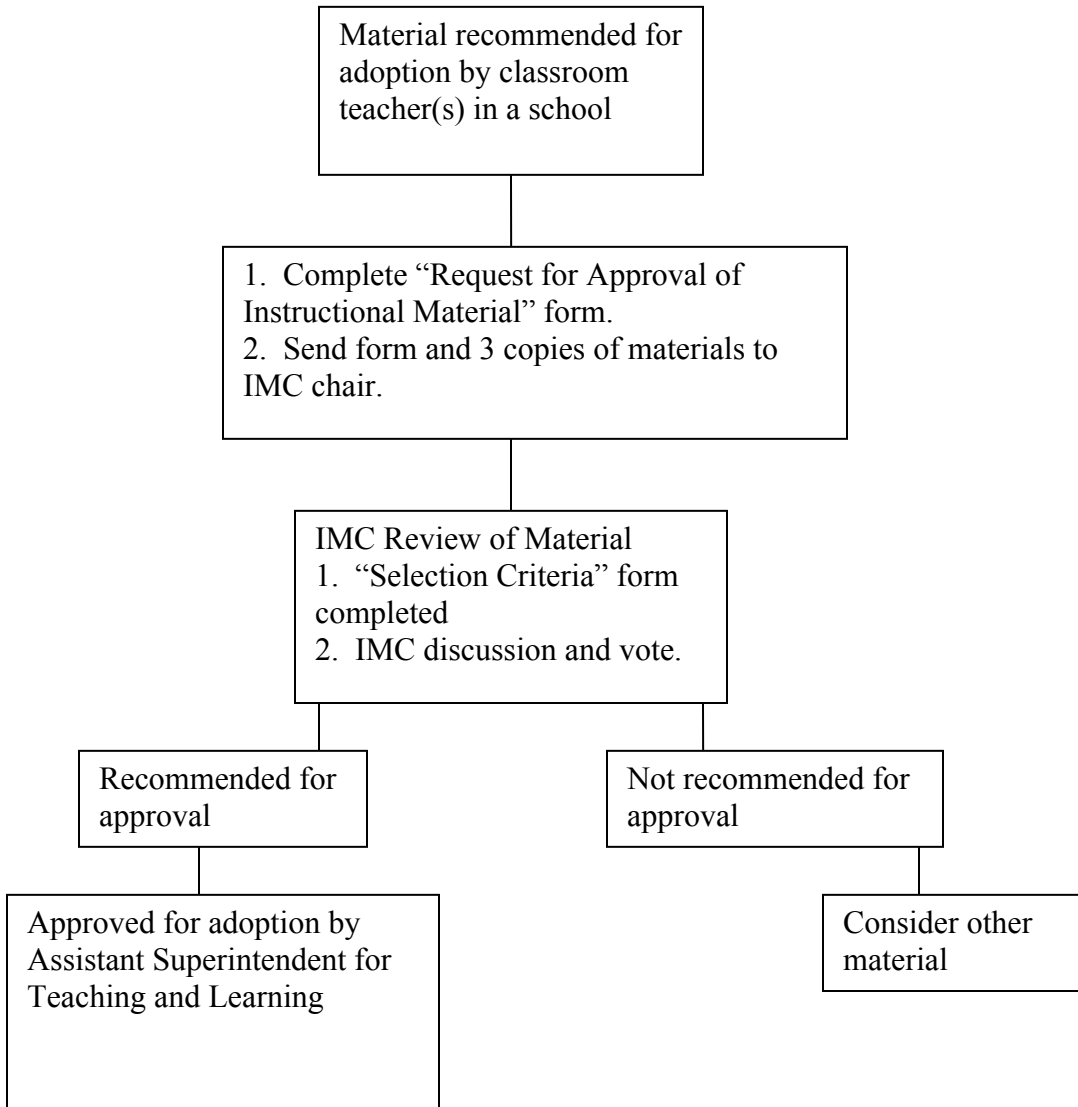 Material recommended for
adoption by classroom
teacher(s) in a school
1.  Complete “Request for Approval of
Instructional Material” form.
2.  Send form and 3 copies of materials to
IMC chair.
IMC Review of Material
1.  “Selection Criteria” form
completed
2.  IMC discussion and vote.
Recommended for
approval
Not recommended for
approval
Approved for adoption by
Assistant Superintendent for
Teaching and Learning
Consider other
material